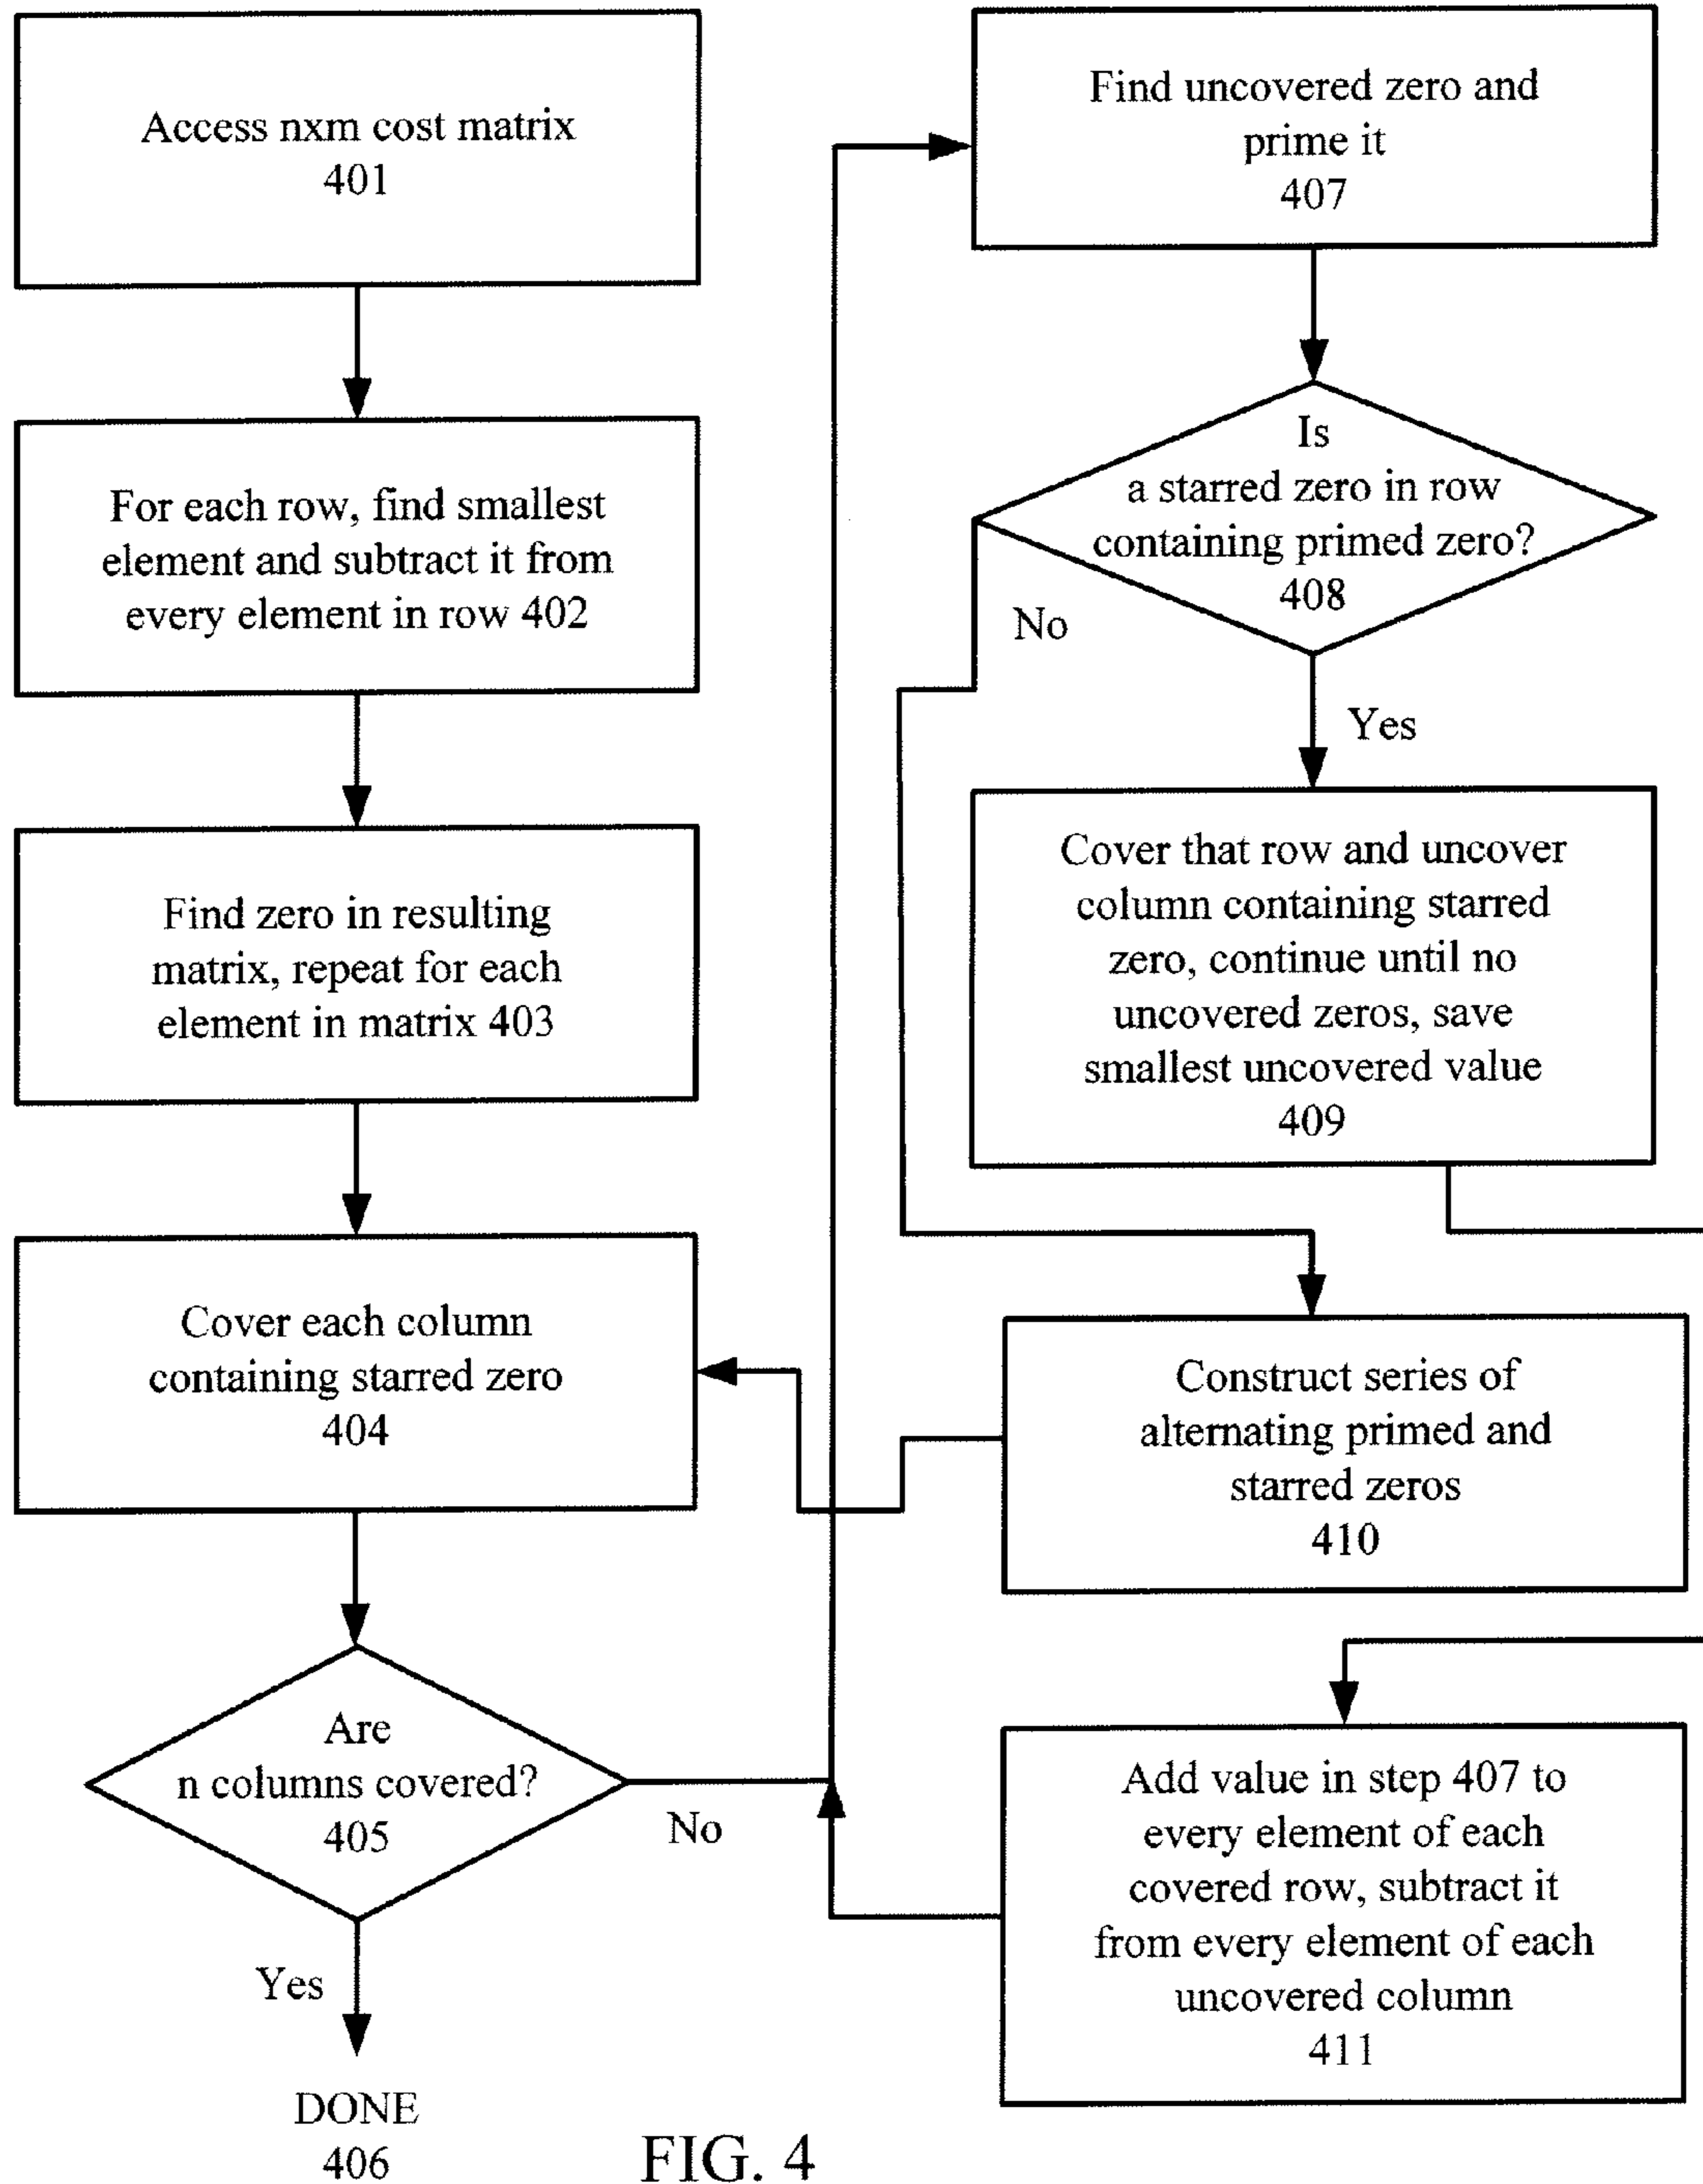 Access nxm cost matrix
401
For each row, find smallest
element and subtract it from
every element in row 402
Find zero in resulting
matrix, repeat for each
element in matrix 403
Cover each column
containing starred zero
404
Are
n columns covered?
405
No
Yes
DONE
406
Find uncovered zero and
prime it
407
Is
a starred zero in row
containing primed zero?
408
No
Yes
Cover that row and uncover
column containing starred
zero, continue until no
uncovered zeros, save
smallest uncovered value
409
Construct series of
alternating primed and
starred zeros
410
Add value in step 407 to
every element of each
covered row, subtract it
from every element of each
uncovered column
411
FIG. 4